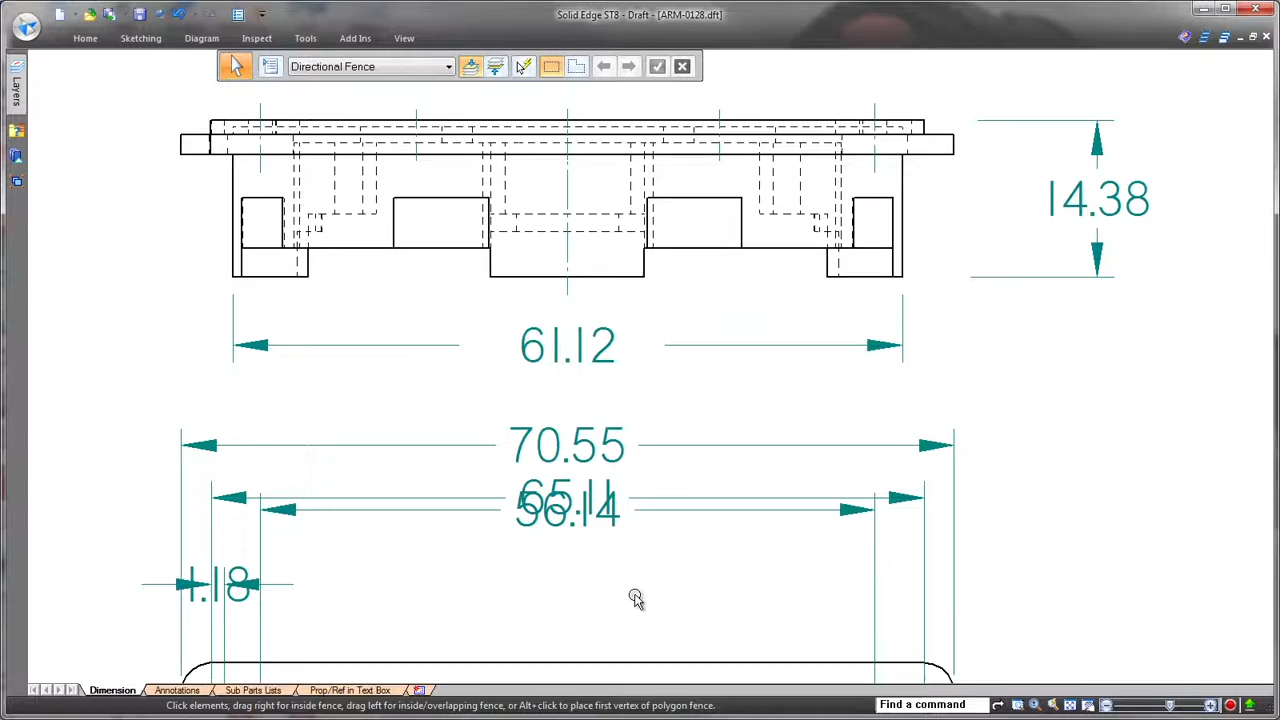 Solid Edge ST8 - Draft - [ARM-0128.dft]
Home Sketching Diagram Inspect Tools Add Ins View
Directional Fence
Layers
14.38
61.12
70.55
65.11
56.14
1.18
Dimension Annotations Sub Parts Lists Prop/Ref in Text Box
Click elements, drag right for inside fence, drag left for inside/overlapping fence, or Alt+click to place first vertex of polygon fence.
Find a command